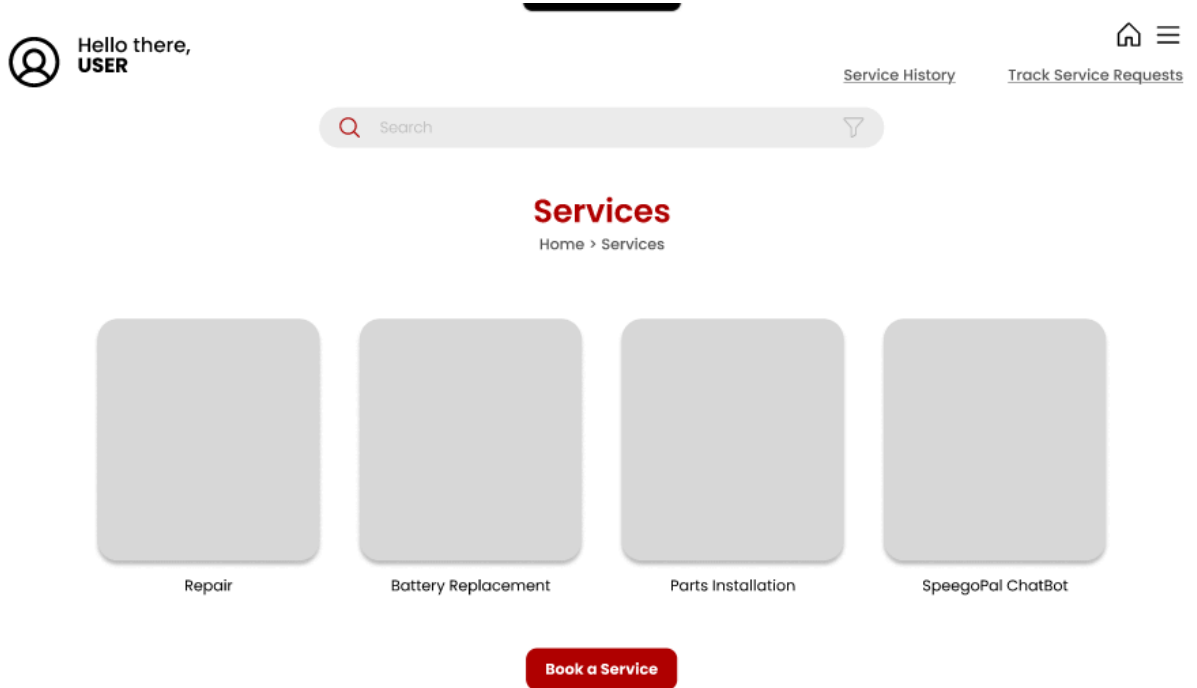 Hello there,
USER
Service History
Track Service Requests
Search
Services
Home > Services
Repair
Battery Replacement
Parts Installation
SpeegoPal ChatBot
Book a Service